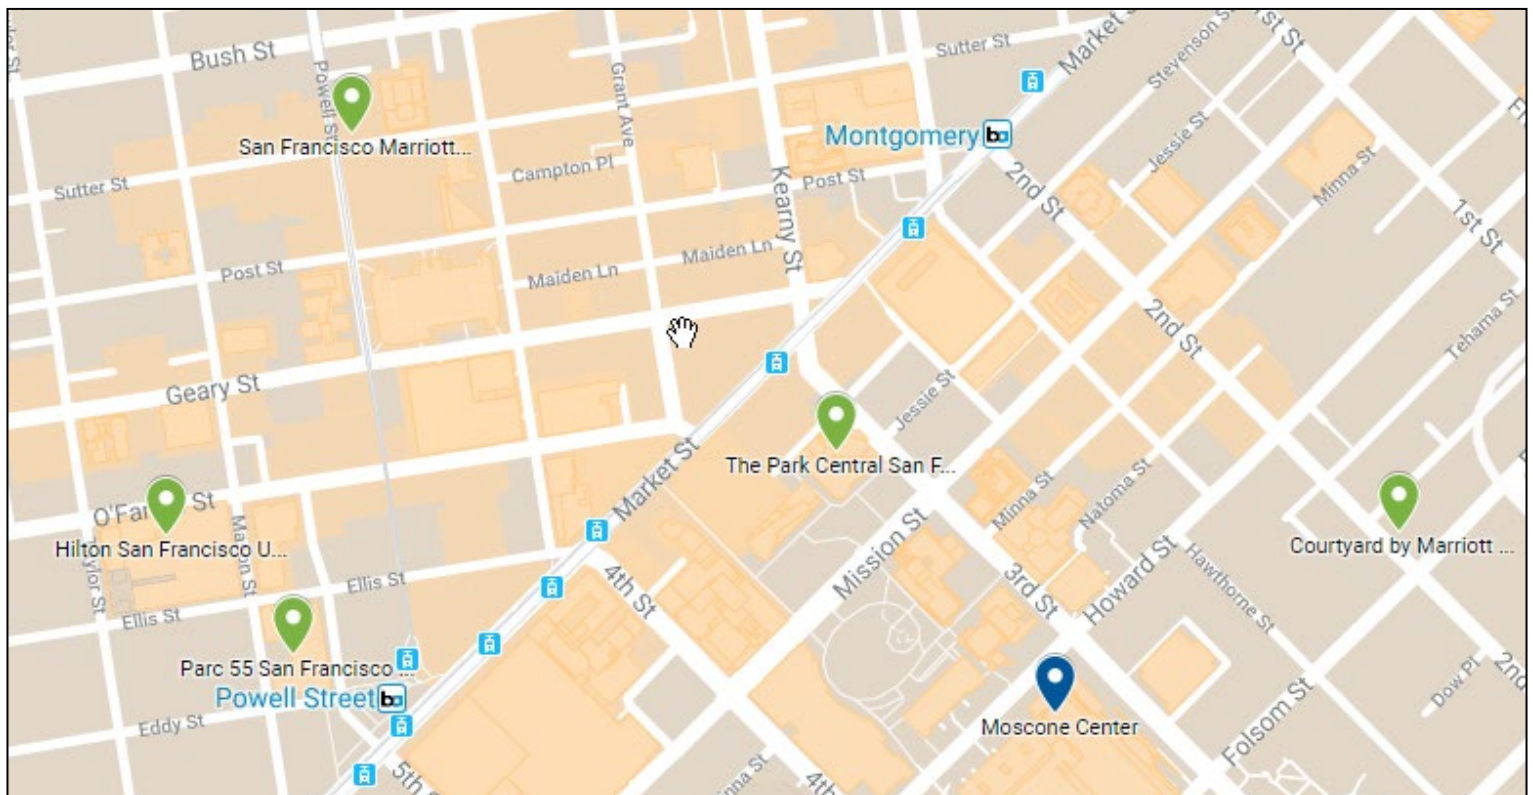 Bush St
Powell St
San Francisco Marriott...
Sutter St
Grant Ave
Campton Pl
Sutter St
Market St
Stevenson St
1st St
Montgomery
Jessie St
Minna St
Post St
Kearny St
2nd St
1st St
Maiden Ln
Maiden Ln
Post St
2nd St
Tehama St
Geary St
Jessie St
The Park Central San F...
Market St
O'Far St
Hilton San Francisco U...
Mason St
Taylor St
Minna St
Natoma St
Courtyard by Marriott ...
Mission St
Ellis St
Ellis St
4th St
3rd St
Howard St
Hawthorne St
Parc 55 San Francisco ...
Powell Street
Eddy St
Moscone Center
Dow Pl
2nd
Folsom St
5th
4th